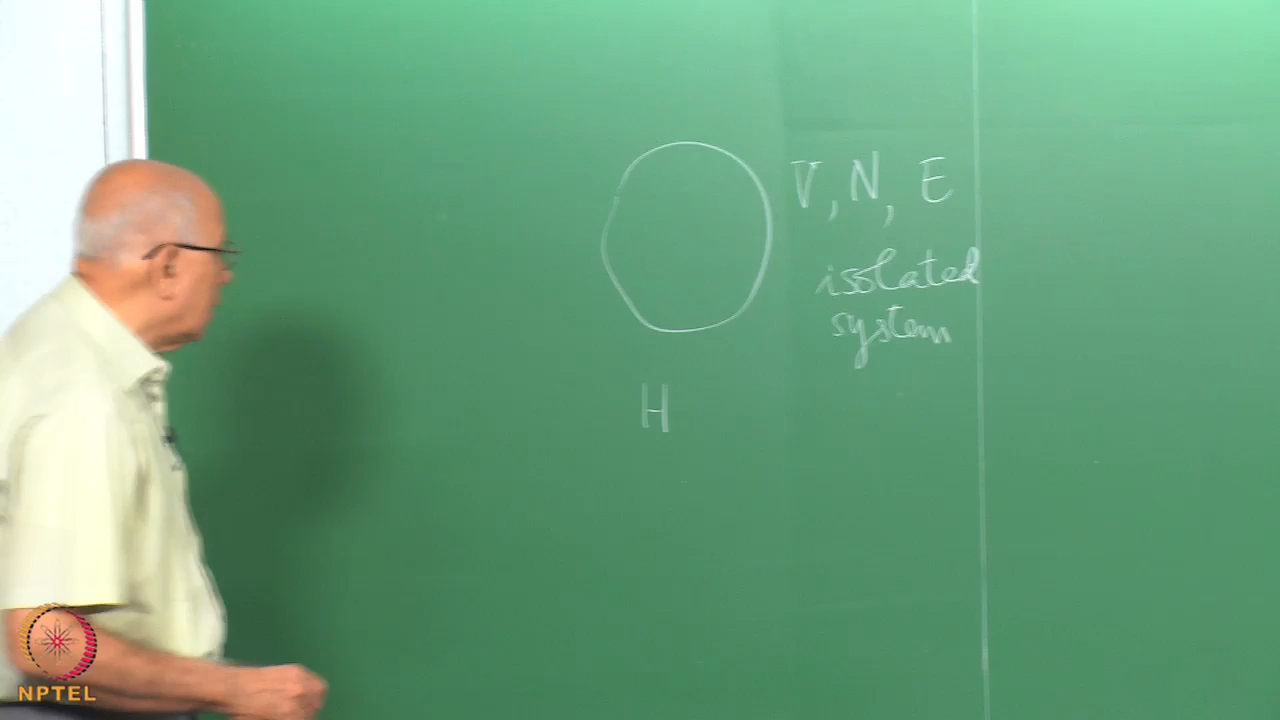 V, N, E
isolated
system
H
NPTEL